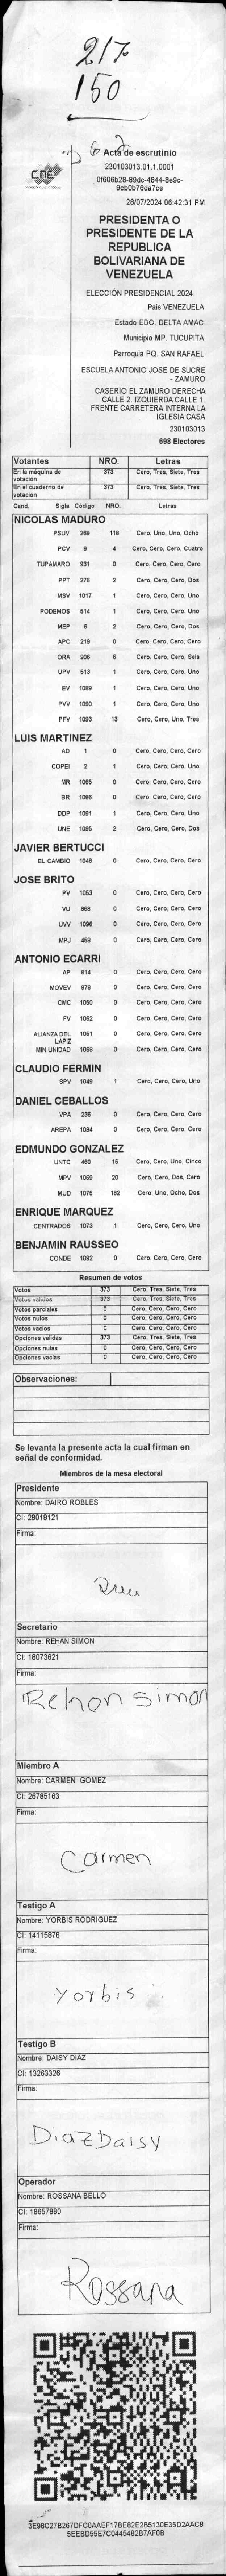 217
150
CNE
Acta de escrutinio
230103013.01.1.0001
0f606b28-89dc-4844-8e9c-
9eb0b76da7ce
28/07/2024 06:42:31 PM
PRESIDENTA O
PRESIDENTE DE LA
REPUBLICA
BOLIVARIANA DE
VENEZUELA
ELECCIÓN PRESIDENCIAL 2024
País VENEZUELA
Estado EDO. DELTA AMAC
Municipio MP. TUCUPITA
Parroquia PQ. SAN RAFAEL
ESCUELA ANTONIO JOSE DE SUCRE
- ZAMURO
CASERIO EL ZAMURO DERECHA
CALLE 2. IZQUIERDA CALLE 1.
FRENTE CARRETERA INTERNA LA
IGLESIA CASA
230103013
698 Electores
Votantes NRO. Letras
En la máquina de votación 373 Cero, Tres, Siete, Tres
En el cuaderno de votación 373 Cero, Tres, Siete, Tres
Cand. Sigla Código NRO. Letras
NICOLAS MADURO
PSUV 269 118 Cero, Uno, Uno, Ocho
PCV 9 4 Cero, Cero, Cero, Cuatro
TUPAMARO 931 0 Cero, Cero, Cero, Cero
PPT 276 2 Cero, Cero, Cero, Dos
MSV 1017 1 Cero, Cero, Cero, Uno
PODEMOS 514 1 Cero, Cero, Cero, Uno
MEP 6 2 Cero, Cero, Cero, Dos
APC 219 0 Cero, Cero, Cero, Cero
ORA 906 6 Cero, Cero, Cero, Seis
UPV 513 1 Cero, Cero, Cero, Uno
EV 1089 1 Cero, Cero, Cero, Uno
PVV 1090 1 Cero, Cero, Cero, Uno
PFV 1093 13 Cero, Cero, Uno, Tres
LUIS MARTINEZ
AD 1 0 Cero, Cero, Cero, Cero
COPEI 2 1 Cero, Cero, Cero, Uno
MR 1065 0 Cero, Cero, Cero, Cero
BR 1066 0 Cero, Cero, Cero, Cero
DDP 1091 1 Cero, Cero, Cero, Uno
UNE 1095 2 Cero, Cero, Cero, Dos
JAVIER BERTUCCI
EL CAMBIO 1048 0 Cero, Cero, Cero, Cero
JOSE BRITO
PV 1053 0 Cero, Cero, Cero, Cero
VU 868 0 Cero, Cero, Cero, Cero
UVV 1096 0 Cero, Cero, Cero, Cero
MPJ 458 0 Cero, Cero, Cero, Cero
ANTONIO ECARRI
AP 914 0 Cero, Cero, Cero, Cero
MOVEV 878 0 Cero, Cero, Cero, Cero
CMC 1050 0 Cero, Cero, Cero, Cero
FV 1062 0 Cero, Cero, Cero, Cero
ALIANZA DEL LAPIZ 1051 0 Cero, Cero, Cero, Cero
MIN UNIDAD 1068 0 Cero, Cero, Cero, Cero
CLAUDIO FERMIN
SPV 1049 1 Cero, Cero, Cero, Uno
DANIEL CEBALLOS
VPA 236 0 Cero, Cero, Cero, Cero
AREPA 1094 0 Cero, Cero, Cero, Cero
EDMUNDO GONZALEZ
UNTC 460 15 Cero, Cero, Uno, Cinco
MPV 1069 20 Cero, Cero, Dos, Cero
MUD 1075 182 Cero, Uno, Ocho, Dos
ENRIQUE MARQUEZ
CENTRADOS 1073 1 Cero, Cero, Cero, Uno
BENJAMIN RAUSSEO
CONDE 1092 0 Cero, Cero, Cero, Cero
Resumen de votos
Votos 373 Cero, Tres, Siete, Tres
Votos válidos 373 Cero, Tres, Siete, Tres
Votos parciales 0 Cero, Cero, Cero, Cero
Votos nulos 0 Cero, Cero, Cero, Cero
Votos vacíos 0 Cero, Cero, Cero, Cero
Opciones válidas 373 Cero, Tres, Siete, Tres
Opciones nulas 0 Cero, Cero, Cero, Cero
Opciones vacías 0 Cero, Cero, Cero, Cero
Observaciones:
Se levanta la presente acta la cual firman en
señal de conformidad.
Miembros de la mesa electoral
Presidente
Nombre: DAIRO ROBLES
CI: 28018121
Firma:
Secretario
Nombre: REHAN SIMON
CI: 18073621
Firma:
Rehan Simon
Miembro A
Nombre: CARMEN GOMEZ
CI: 26785163
Firma:
Carmen
Testigo A
Nombre: YORBIS RODRIGUEZ
CI: 14115878
Firma:
Yorbis
Testigo B
Nombre: DAISY DIAZ
CI: 13263326
Firma:
Diaz Daisy
Operador
Nombre: ROSSANA BELLO
CI: 18657880
Firma:
Rossana
3E98C27B267DFC0AAEF17BE82E2B5130E35D2AAC8
5EEBD55E7C0445482B7AF0B